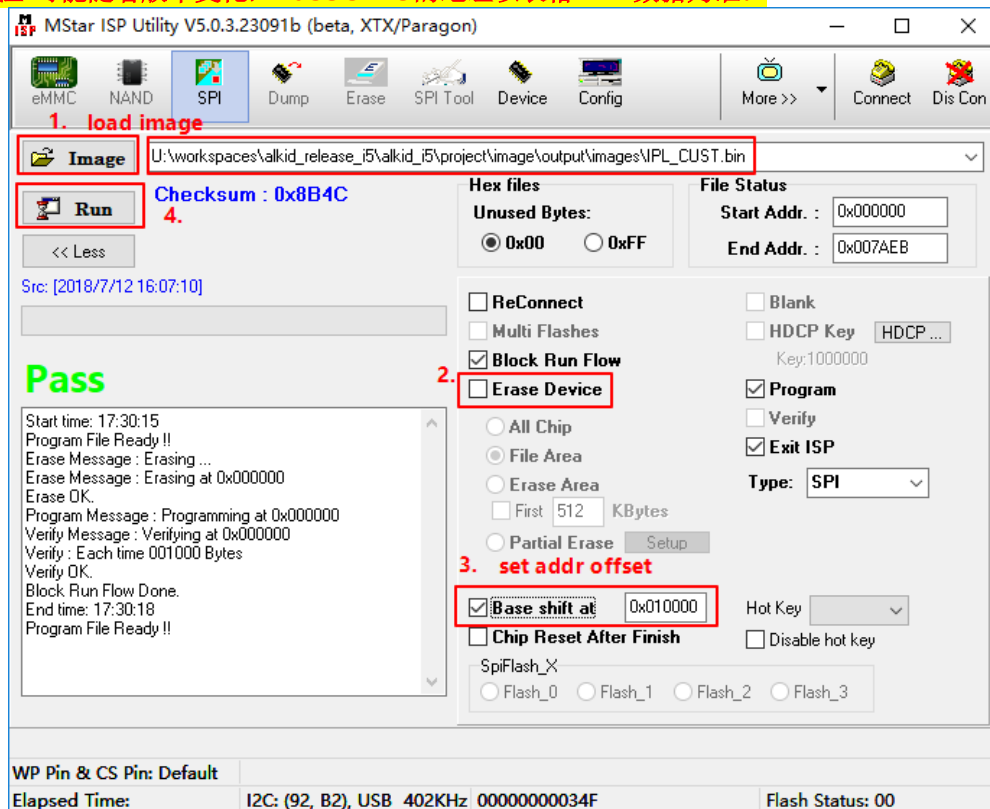 MStar ISP Utility V5.0.3.23091b (beta, XTX/Paragon)
eMMC NAND SPI Dump Erase SPI Tool Device Config More >> Connect Dis Con
1. load image
Image U:\workspaces\alkid_release_i5\alkid_i5\project\image\output\images\IPL_CUST.bin
Run
4.
Checksum : 0x8B4C
<< Less
Hex files
Unused Bytes:
0x00 0xFF
File Status
Start Addr. : 0x000000
End Addr. : 0x007AEB
Src: [2018/7/12 16:07:10]
Pass
Start time: 17:30:15
Program File Ready !!
Erase Message : Erasing ...
Erase Message : Erasing at 0x000000
Erase OK.
Program Message : Programming at 0x000000
Verify Message : Verifying at 0x000000
Verify : Each time 001000 Bytes
Verify OK.
Block Run Flow Done.
End time: 17:30:18
Program File Ready !!
ReConnect
Multi Flashes
Block Run Flow
2.
Erase Device
All Chip
File Area
Erase Area
First 512 KBytes
Partial Erase Setup
3. set addr offset
Base shift at 0x010000
Chip Reset After Finish
Blank
HDCP Key HDCP ...
Key:1000000
Program
Verify
Exit ISP
Type: SPI
Hot Key
Disable hot key
SpiFlash_X
Flash_0 Flash_1 Flash_2 Flash_3
WP Pin & CS Pin: Default
Elapsed Time: I2C: (92, B2), USB 402KHz 00000000034F Flash Status: 00